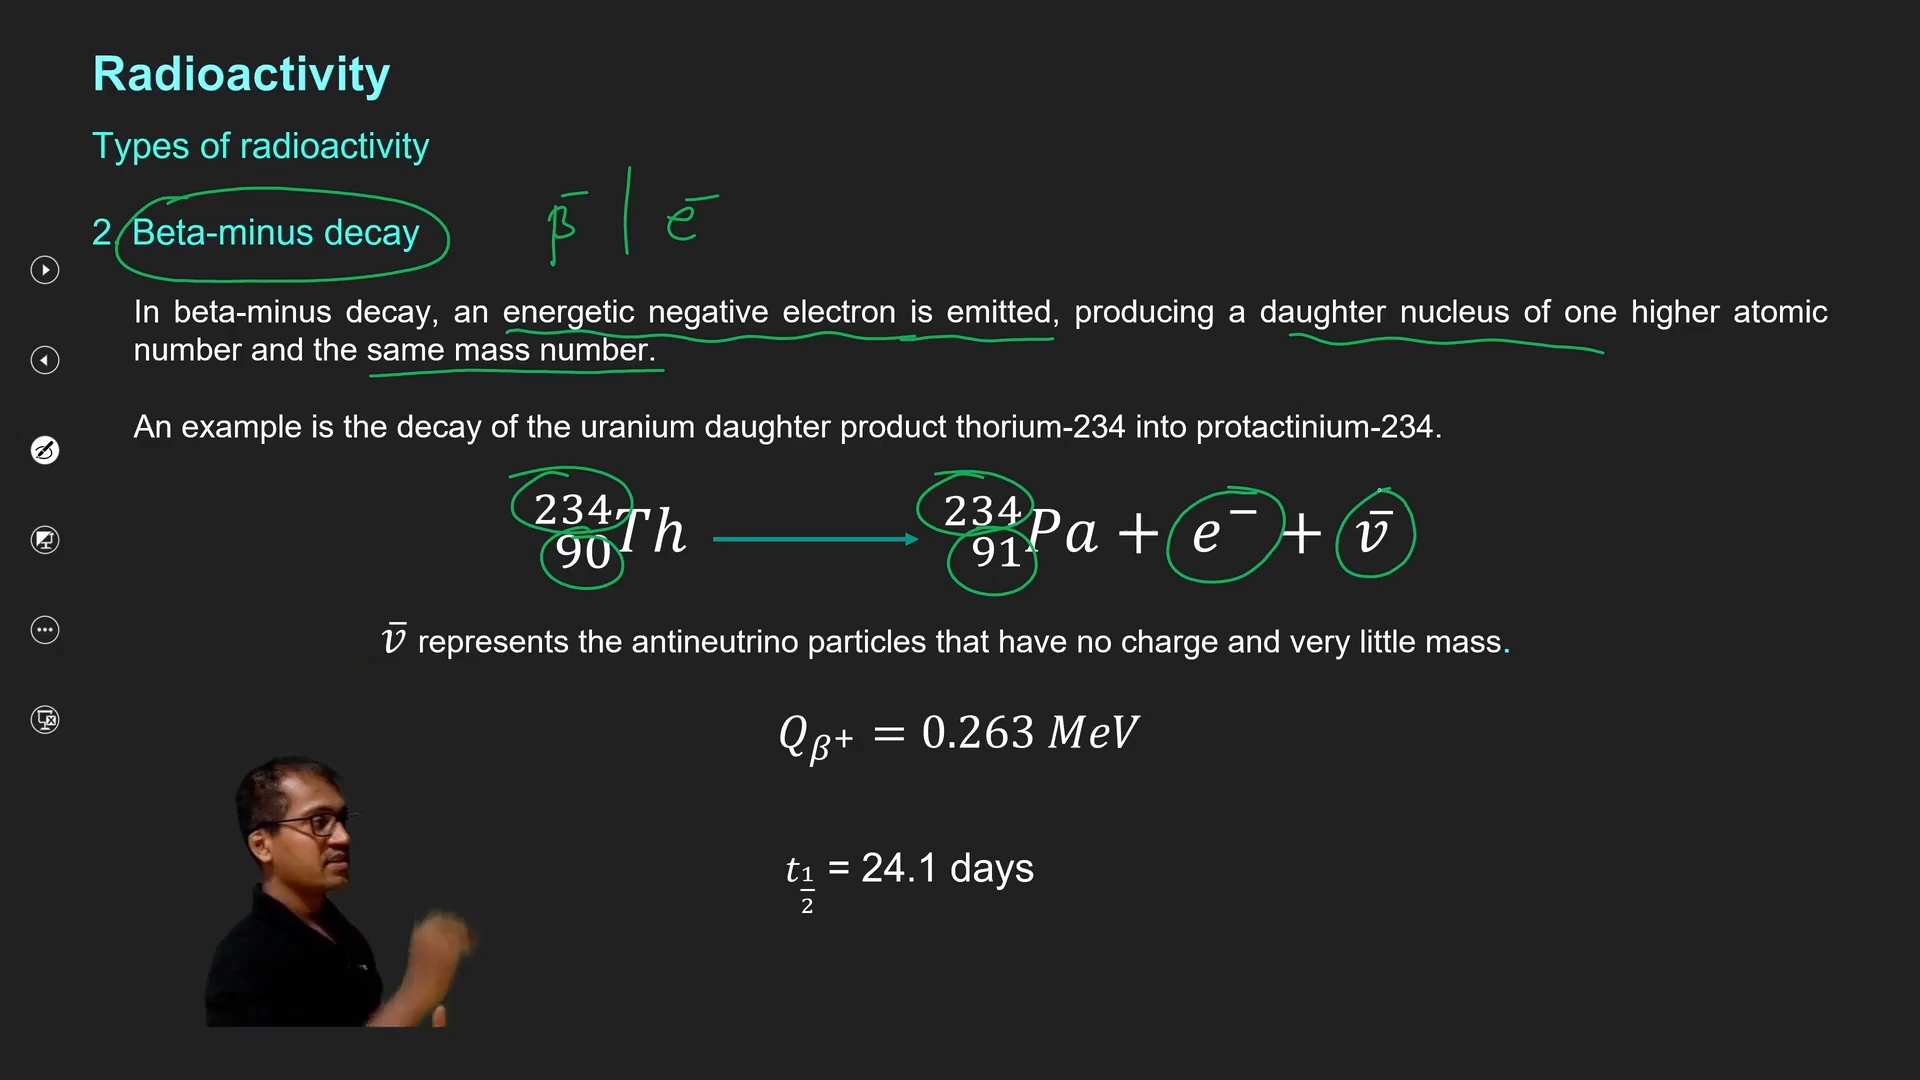 Radioactivity
Types of radioactivity
2. Beta-minus decay β⁻ | e⁻
In beta-minus decay, an energetic negative electron is emitted, producing a daughter nucleus of one higher atomic
number and the same mass number.
An example is the decay of the uranium daughter product thorium-234 into protactinium-234.
²³⁴₉₀Th → ²³⁴₉₁Pa + e⁻ + v̄
v̄ represents the antineutrino particles that have no charge and very little mass.
Q_β⁺ = 0.263 MeV
t_½ = 24.1 days